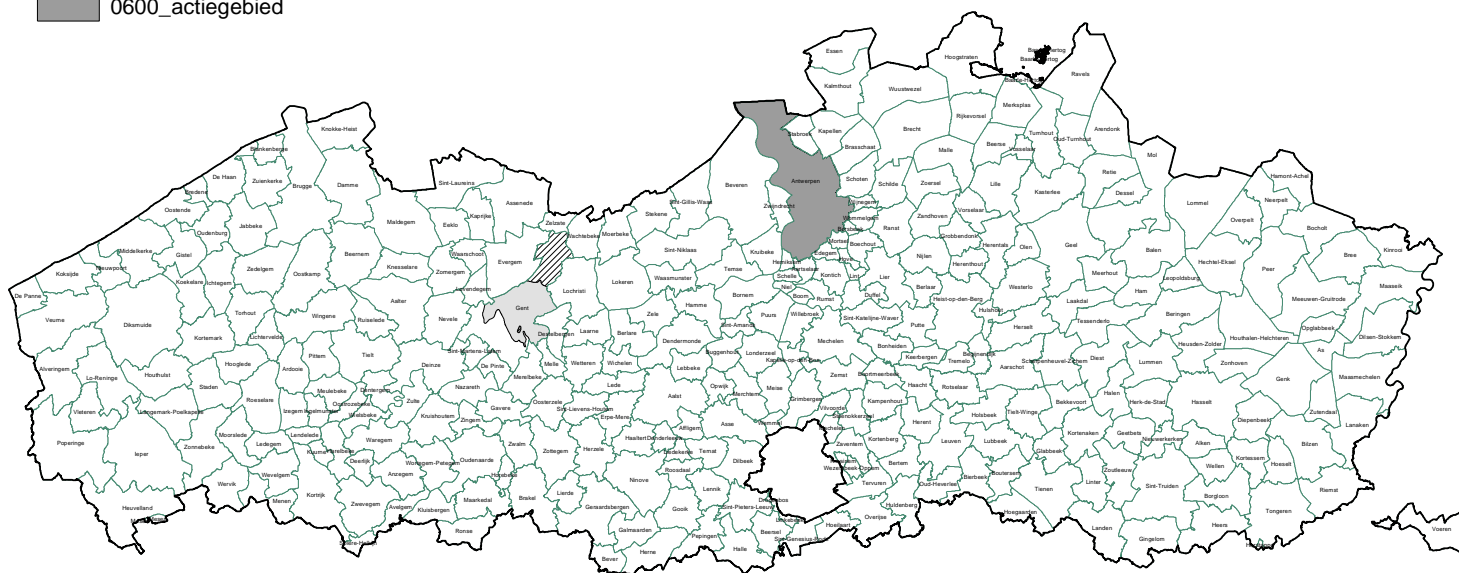 0600_actiegebied
Essen
Hoogstraten
Ravels
Kalmthout
Wuustwezel
Merksplas
Rijkevorsel
Knokke-Heist
Stabroek
Kapellen
Brecht
Turnhout
Oud-Turnhout
Arendonk
Blankenberge
Brasschaat
Malle
Beerse
Vosselaar
Mol
De Haan
Zuienkerke
Brugge
Damme
Sint-Laureins
Beveren
Antwerpen
Schoten
Schilde
Zoersel
Lille
Kasterlee
Retie
Dessel
Hamont-Achel
Bredene
Assenede
Sint-Gillis-Waas
Zwijndrecht
Lommel
Neerpelt
Oostende
Jabbeke
Maldegem
Eeklo
Kaprijke
Zelzate
Stekene
Wommelgem
Zandhoven
Vorselaar
Overpelt
Bocholt
Oudenburg
Wachtebeke
Moerbeke
Borsbeek
Ranst
Grobbendonk
Middelkerke
Gistel
Beernem
Waarschoot
Evergem
Sint-Niklaas
Kruibeke
Mortsel
Boechout
Edegem
Hove
Herentals
Olen
Geel
Balen
Kinrooi
Koksijde
Nieuwpoort
Zedelgem
Oostkamp
Knesselare
Zomergem
Waasmunster
Temse
Hemiksem
Aartselaar
Schelle
Kontich
Lint
Lier
Nijlen
Herenthout
Meerhout
Hechtel-Eksel
Peer
Bree
De Panne
Koekelare
Ichtegem
Lovendegem
Lochristi
Lokeren
Niel
Berlaar
Westerlo
Ham
Leopoldsburg
Maaseik
Veurne
Diksmuide
Torhout
Wingene
Ruiselede
Aalter
Nevele
Gent
Hamme
Bornem
Boom
Rumst
Duffel
Heist-op-den-Berg
Hulshout
Laakdal
Meeuwen-Gruitrode
Kortemark
Lichtervelde
Destelbergen
Laarne
Berlare
Zele
Sint-Amands
Puurs
Willebroek
Sint-Katelijne-Waver
Putte
Herselt
Tessenderlo
Beringen
Opglabbeek
Dilsen-Stokkem
Pittem
Tielt
Sint-Martens-Latem
Dendermonde
Buggenhout
Londerzeel
Mechelen
Bonheiden
Keerbergen
Tremelo
Begijnendijk
Heusden-Zolder
Houthalen-Helchteren
As
Alveringem
Lo-Reninge
Houthulst
Hooglede
Ardooie
Deinze
De Pinte
Melle
Wetteren
Wichelen
Lebbeke
Kapelle-op-den-Bos
Zemst
Boortmeerbeek
Haacht
Rotselaar
Aarschot
Scherpenheuvel-Zichem
Diest
Lummen
Zonhoven
Genk
Maasmechelen
Staden
Meulebeke
Dentergem
Nazareth
Merelbeke
Lede
Opwijk
Meise
Vleteren
Langemark-Poelkapelle
Roeselare
Izegem
Ingelmunster
Oostrozebeke
Wielsbeke
Zulte
Kruishoutem
Gavere
Oosterzele
Sint-Lievens-Houtem
Aalst
Merchtem
Grimbergen
Kampenhout
Bekkevoort
Halen
Herk-de-Stad
Hasselt
Zutendaal
Zingem
Erpe-Mere
Vilvoorde
Holsbeek
Tielt-Winge
Poperinge
Ieper
Zonnebeke
Moorslede
Ledegem
Lendelede
Kuurne
Harelbeke
Deerlijk
Waregem
Zwalm
Zottegem
Herzele
Haaltert
Denderleeuw
Affligem
Asse
Wemmel
Machelen
Steenokkerzeel
Herent
Kortenaken
Geetbets
Nieuwerkerken
Diepenbeek
Lanaken
Wevelgem
Anzegem
Wortegem-Petegem
Oudenaarde
Horebeke
Liedekerke
Ternat
Dilbeek
Zaventem
Kortenberg
Leuven
Lubbeek
Glabbeek
Alken
Kortessem
Bilzen
Wervik
Menen
Kortrijk
Zwevegem
Avelgem
Kluisbergen
Maarkedal
Brakel
Lierde
Ninove
Roosdaal
Lennik
Wezembeek-Oppem
Tervuren
Bertem
Bierbeek
Boutersem
Zoutleeuw
Linter
Wellen
Hoeselt
Heuvelland
Geraardsbergen
Gooik
Sint-Pieters-Leeuw
Drogenbos
Oud-Heverlee
Huldenberg
Tienen
Sint-Truiden
Borgloon
Riemst
Ronse
Galmaarden
Pepingen
Beersel
Linkebeek
Hoeilaart
Overijse
Hoegaarden
Landen
Tongeren
Spiere-Helkijn
Bever
Herne
Halle
Sint-Genesius-Rode
Gingelom
Heers
Voeren